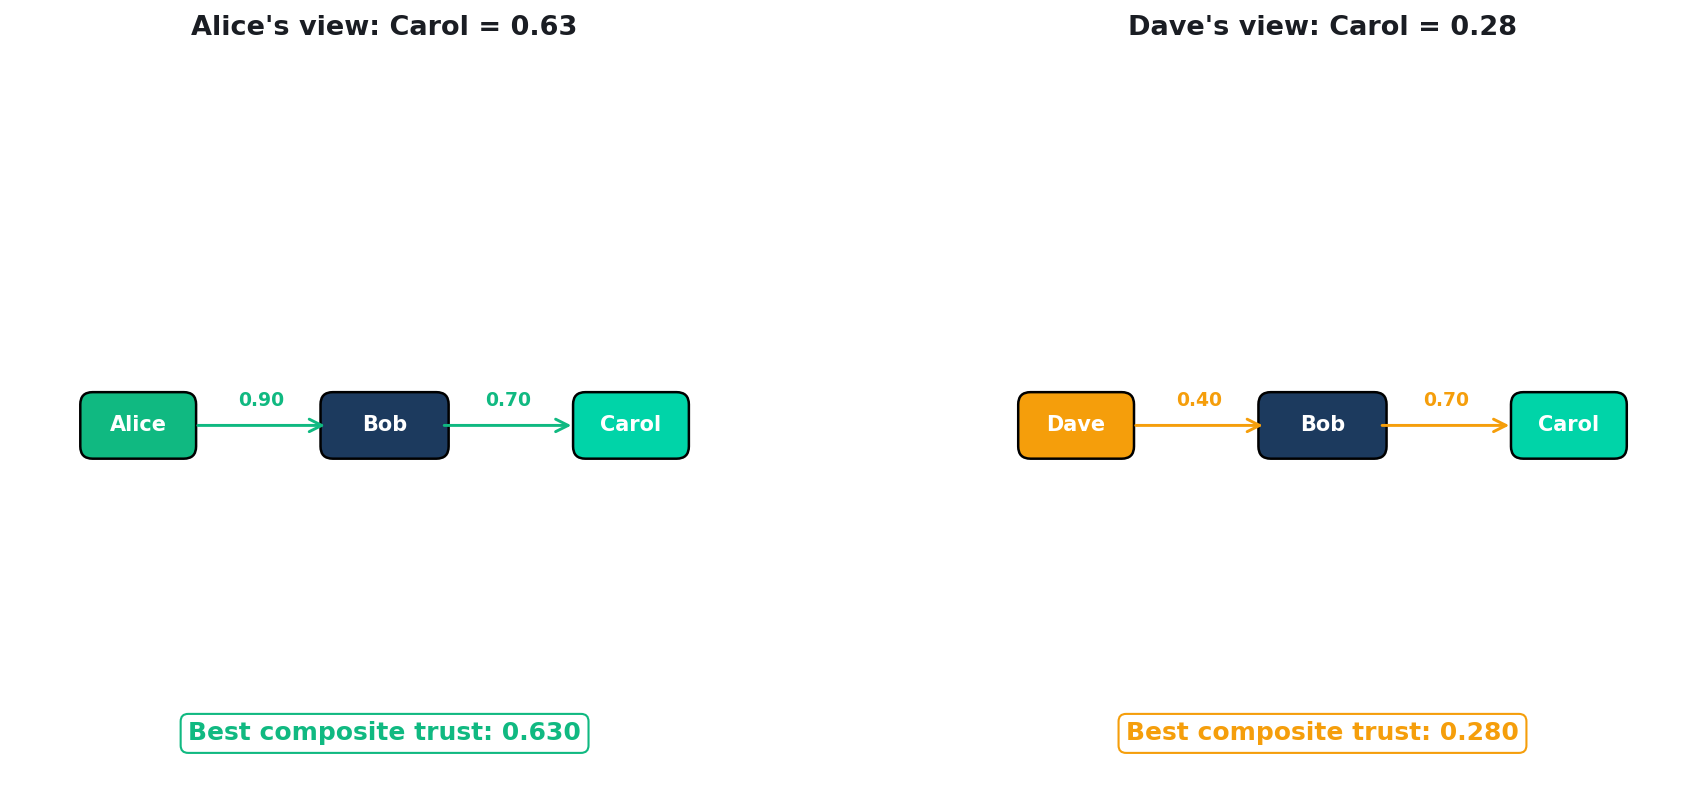 Alice's view: Carol = 0.63
0.90
0.70
Alice
Bob
Carol
Best composite trust: 0.630
Dave's view: Carol = 0.28
0.40
0.70
Dave
Bob
Carol
Best composite trust: 0.280